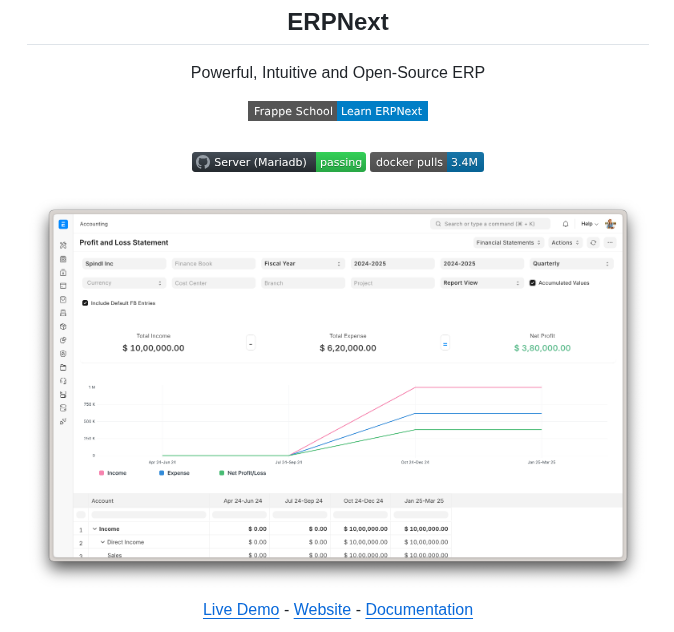 ERPNext
Powerful, Intuitive and Open-Source ERP
Frappe School Learn ERPNext
Server (Mariadb) passing docker pulls 3.4M
Accounting Search or type a command (⌘ + K) Help
Profit and Loss Statement Financial Statements Actions
Spindl Inc Finance Book Fiscal Year 2024-2025 2024-2025 Quarterly
Currency Cost Center Branch Project Report View Accumulated Values
Include Default FB Entries
Total Income Total Expense Net Profit
$ 10,00,000.00 - $ 6,20,000.00 = $ 3,80,000.00
1 M
750 K
500 K
0
Apr 24-Jun 24 Jul 24-Sep 24 Oct 24-Dec 24 Jan 25-Mar 25
Income Expense Net Profit/Loss
Account Apr 24-Jun 24 Jul 24-Sep 24 Oct 24-Dec 24 Jan 25-Mar 25
1 Income $ 0.00 $ 0.00 $ 10,00,000.00 $ 10,00,000.00
2 Direct Income $ 0.00 $ 0.00 $ 10,00,000.00 $ 10,00,000.00
3 Sales $ 0.00 $ 0.00 $ 10,00,000.00 $ 10,00,000.00
Live Demo - Website - Documentation